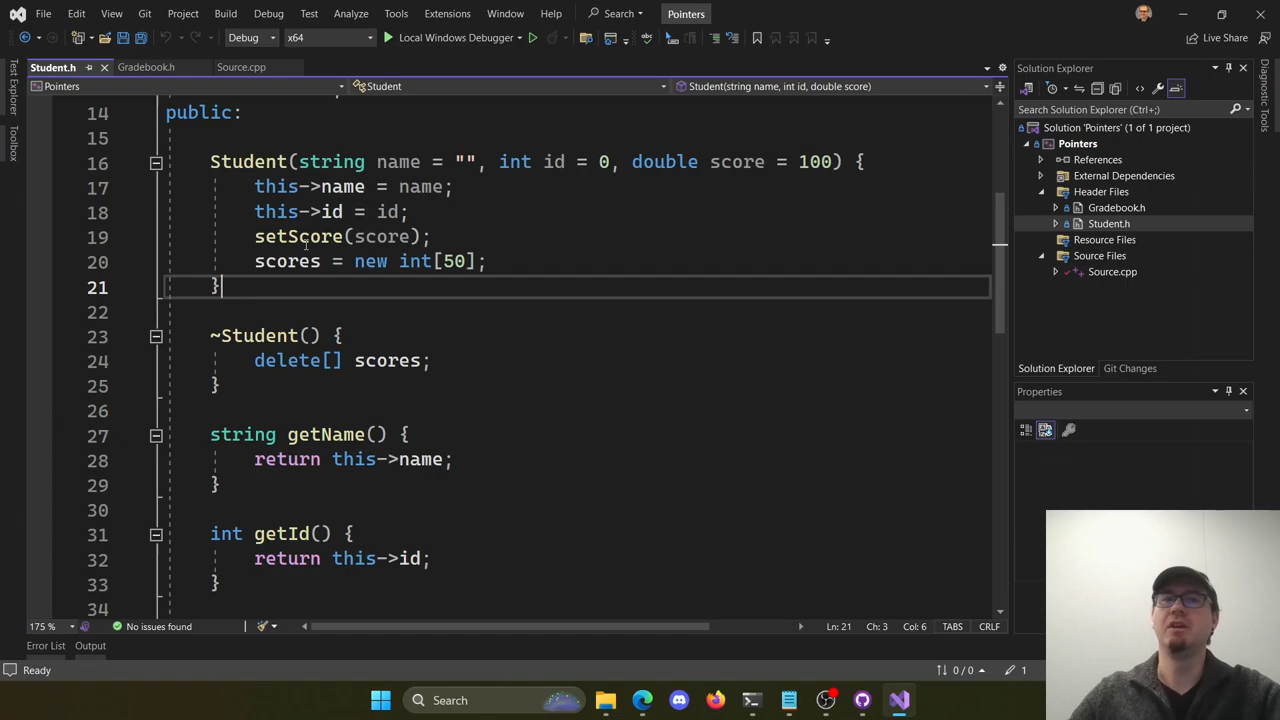 File Edit View Git Project Build Debug Test Analyze Tools Extensions Window Help Search Pointers
Debug x64 Local Windows Debugger Live Share
Test Explorer
Toolbox
Student.h Gradebook.h Source.cpp
Pointers Student Student(string name, int id, double score)
14 public:
15
16 Student(string name = "", int id = 0, double score = 100) {
17 this->name = name;
18 this->id = id;
19 setScore(score);
20 scores = new int[50];
21 }
22
23 ~Student() {
24 delete[] scores;
25 }
26
27 string getName() {
28 return this->name;
29 }
30
31 int getId() {
32 return this->id;
33 }
34
175 % No issues found Ln: 21 Ch: 3 Col: 6 TABS CRLF
Error List Output
Ready 0 / 0 1
Solution Explorer
Search Solution Explorer (Ctrl+;)
Solution 'Pointers' (1 of 1 project)
Pointers
References
External Dependencies
Header Files
Gradebook.h
Student.h
Resource Files
Source Files
Source.cpp
Solution Explorer Git Changes
Properties
Diagnostic Tools
Search